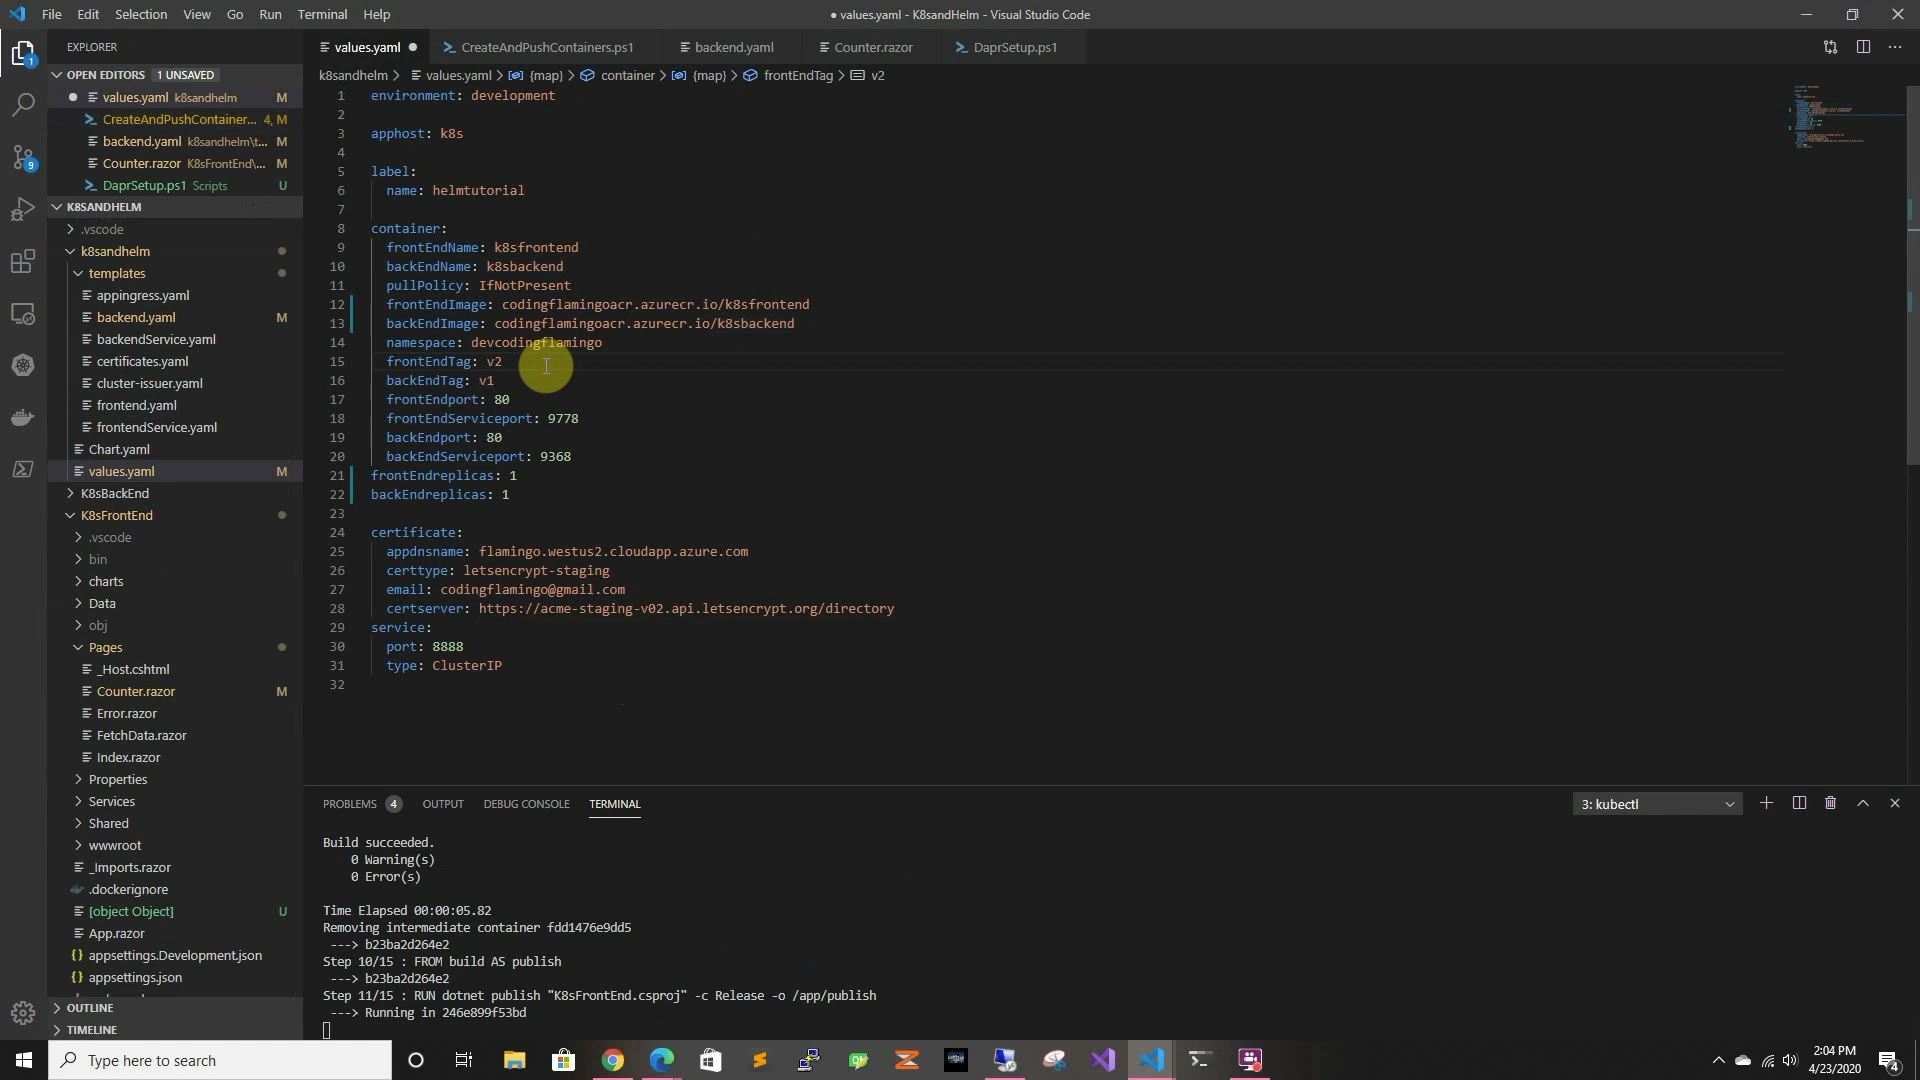 File Edit Selection View Go Run Terminal Help
● values.yaml - K8sandHelm - Visual Studio Code
EXPLORER
OPEN EDITORS 1 UNSAVED
values.yaml k8sandhelm M
CreateAndPushContainer... 4, M
backend.yaml k8sandhelm\t... M
Counter.razor K8sFrontEnd\... M
DaprSetup.ps1 Scripts U
K8SANDHELM
.vscode
k8sandhelm
templates
appingress.yaml
backend.yaml M
backendService.yaml
certificates.yaml
cluster-issuer.yaml
frontend.yaml
frontendService.yaml
Chart.yaml
values.yaml M
K8sBackEnd
K8sFrontEnd
.vscode
bin
charts
Data
obj
Pages
_Host.cshtml
Counter.razor M
Error.razor
FetchData.razor
Index.razor
Properties
Services
Shared
wwwroot
_Imports.razor
.dockerignore
[object Object] U
App.razor
appsettings.Development.json
appsettings.json
OUTLINE
TIMELINE
1
9
values.yaml ● CreateAndPushContainers.ps1 backend.yaml Counter.razor DaprSetup.ps1
k8sandhelm > values.yaml > {map} > container > {map} > frontEndTag > v2
1 environment: development
2
3 apphost: k8s
4
5 label:
6 name: helmtutorial
7
8 container:
9 frontEndName: k8sfrontend
10 backEndName: k8sbackend
11 pullPolicy: IfNotPresent
12 frontEndImage: codingflamingoacr.azurecr.io/k8sfrontend
13 backEndImage: codingflamingoacr.azurecr.io/k8sbackend
14 namespace: devcodingflamingo
15 frontEndTag: v2
16 backEndTag: v1
17 frontEndport: 80
18 frontEndServiceport: 9778
19 backEndport: 80
20 backEndServiceport: 9368
21 frontEndreplicas: 1
22 backEndreplicas: 1
23
24 certificate:
25 appdnsname: flamingo.westus2.cloudapp.azure.com
26 certtype: letsencrypt-staging
27 email: codingflamingo@gmail.com
28 certserver: https://acme-staging-v02.api.letsencrypt.org/directory
29 service:
30 port: 8888
31 type: ClusterIP
32
PROBLEMS 4 OUTPUT DEBUG CONSOLE TERMINAL
3: kubectl
Build succeeded.
0 Warning(s)
0 Error(s)
Time Elapsed 00:00:05.82
Removing intermediate container fdd1476e9dd5
---> b23ba2d264e2
Step 10/15 : FROM build AS publish
---> b23ba2d264e2
Step 11/15 : RUN dotnet publish "K8sFrontEnd.csproj" -c Release -o /app/publish
---> Running in 246e899f53bd
Type here to search
2:04 PM
4/23/2020
4